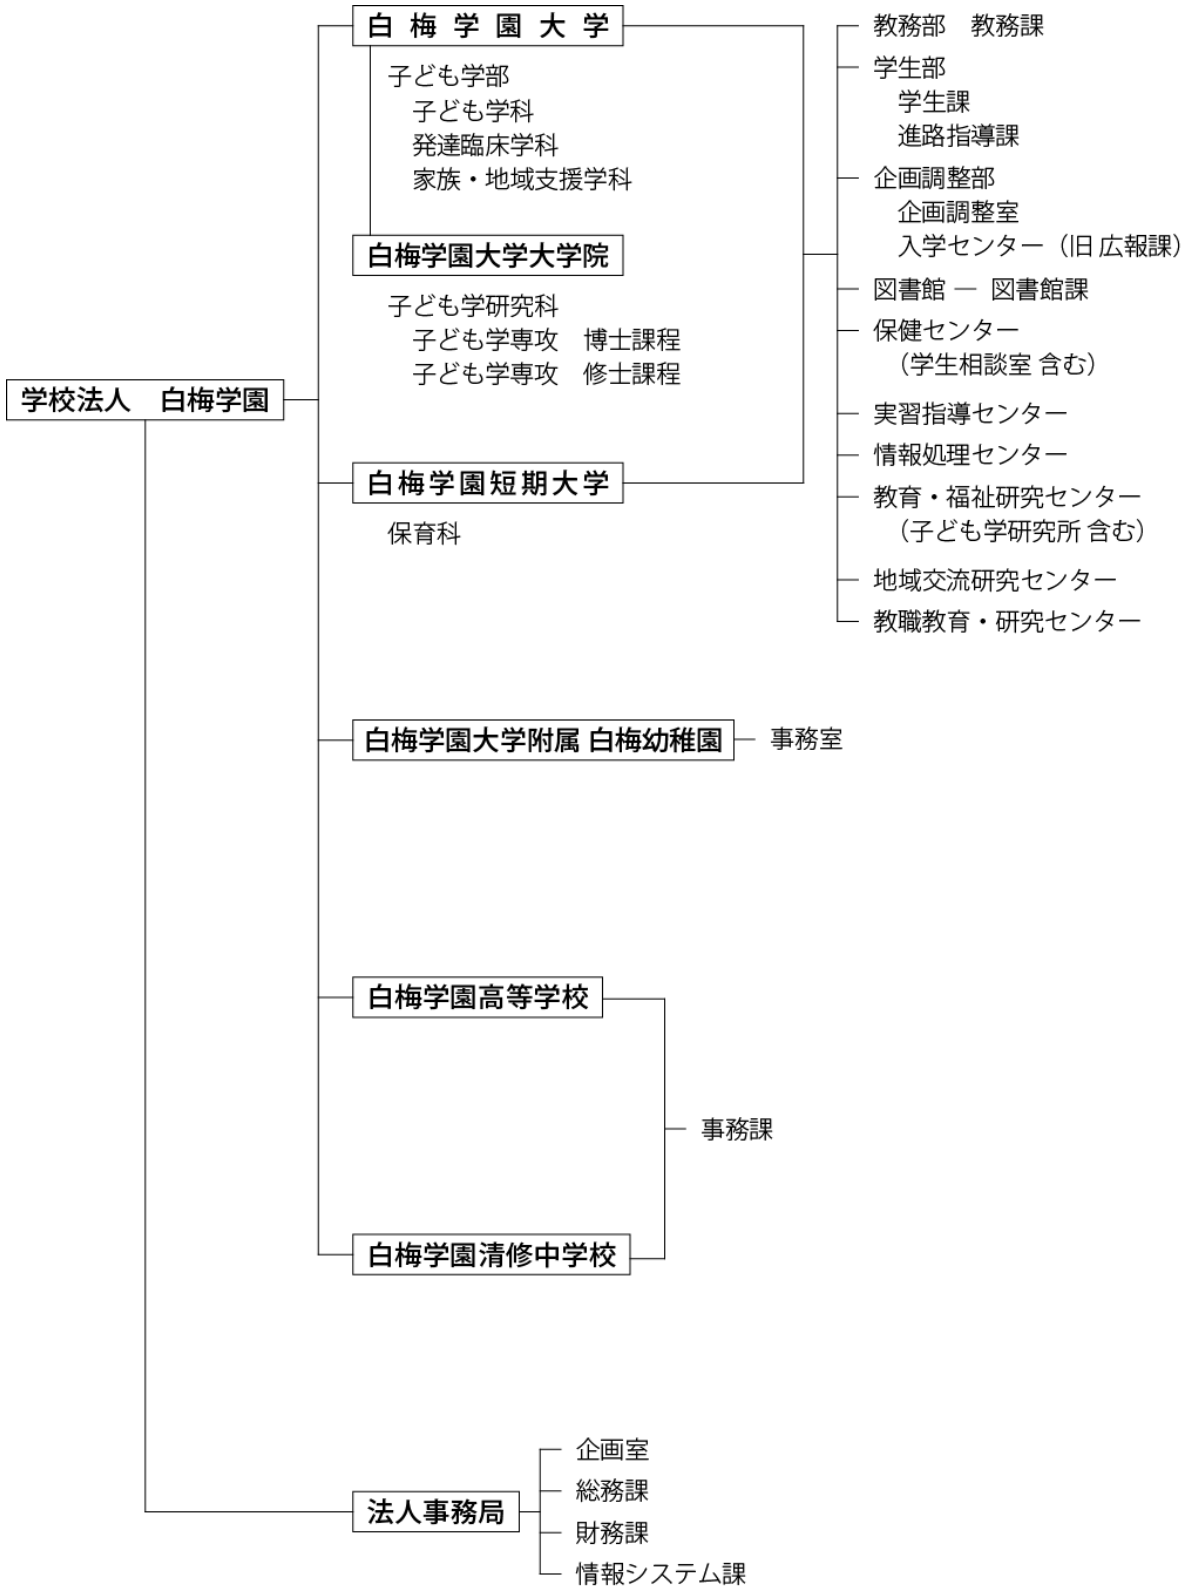 学校法人　白梅学園
白梅学園大学
子ども学部
子ども学科
発達臨床学科
家族・地域支援学科
白梅学園大学大学院
子ども学研究科
子ども学専攻　博士課程
子ども学専攻　修士課程
白梅学園短期大学
保育科
教務部　教務課
学生部
学生課
進路指導課
企画調整部
企画調整室
入学センター（旧 広報課）
図書館 ― 図書館課
保健センター
（学生相談室 含む）
実習指導センター
情報処理センター
教育・福祉研究センター
（子ども学研究所 含む）
地域交流研究センター
教職教育・研究センター
白梅学園大学附属 白梅幼稚園
事務室
白梅学園高等学校
白梅学園清修中学校
事務課
法人事務局
企画室
総務課
財務課
情報システム課